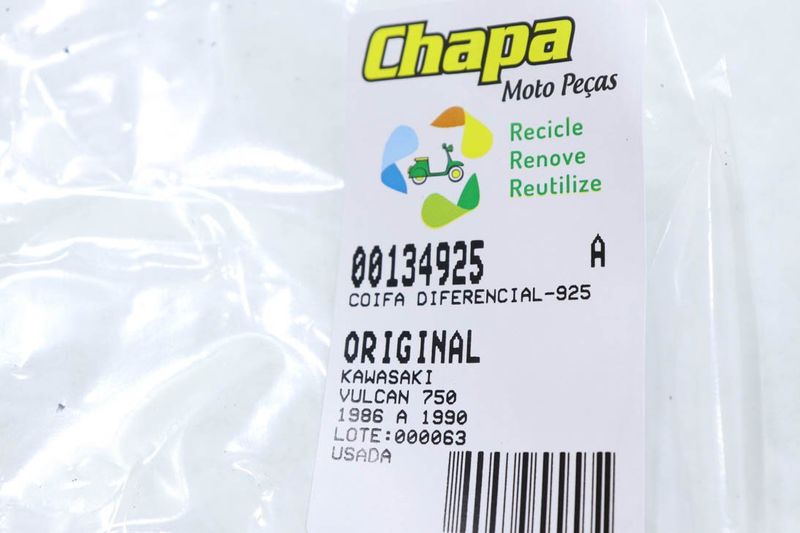 Chapa
Moto Peças
Recicle
Renove
Reutilize
00134925 A
COIFA DIFERENCIAL-925
ORIGINAL
KAWASAKI
VULCAN 750
1986 A 1990
LOTE:000063
USADA